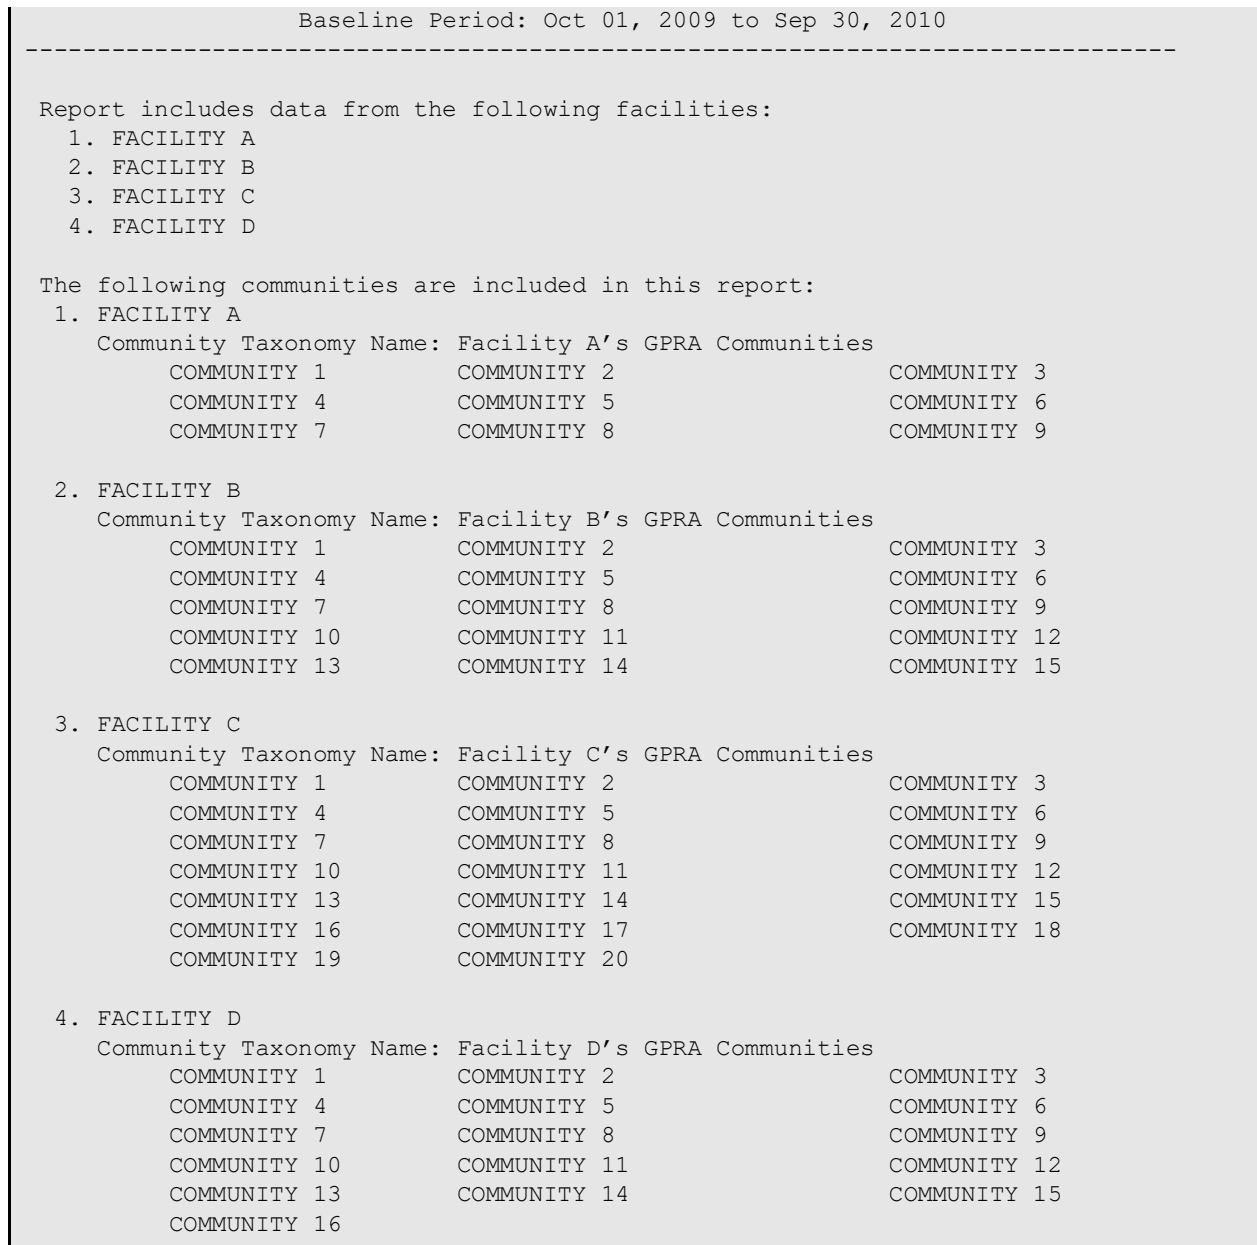 Baseline Period: Oct 01, 2009 to Sep 30, 2010
--------------------------------------------------------------------------------
Report includes data from the following facilities:
1. FACILITY A
2. FACILITY B
3. FACILITY C
4. FACILITY D
The following communities are included in this report:
1. FACILITY A
Community Taxonomy Name: Facility A’s GPRA Communities
COMMUNITY 1 COMMUNITY 2 COMMUNITY 3
COMMUNITY 4 COMMUNITY 5 COMMUNITY 6
COMMUNITY 7 COMMUNITY 8 COMMUNITY 9
2. FACILITY B
Community Taxonomy Name: Facility B’s GPRA Communities
COMMUNITY 1 COMMUNITY 2 COMMUNITY 3
COMMUNITY 4 COMMUNITY 5 COMMUNITY 6
COMMUNITY 7 COMMUNITY 8 COMMUNITY 9
COMMUNITY 10 COMMUNITY 11 COMMUNITY 12
COMMUNITY 13 COMMUNITY 14 COMMUNITY 15
3. FACILITY C
Community Taxonomy Name: Facility C’s GPRA Communities
COMMUNITY 1 COMMUNITY 2 COMMUNITY 3
COMMUNITY 4 COMMUNITY 5 COMMUNITY 6
COMMUNITY 7 COMMUNITY 8 COMMUNITY 9
COMMUNITY 10 COMMUNITY 11 COMMUNITY 12
COMMUNITY 13 COMMUNITY 14 COMMUNITY 15
COMMUNITY 16 COMMUNITY 17 COMMUNITY 18
COMMUNITY 19 COMMUNITY 20
4. FACILITY D
Community Taxonomy Name: Facility D’s GPRA Communities
COMMUNITY 1 COMMUNITY 2 COMMUNITY 3
COMMUNITY 4 COMMUNITY 5 COMMUNITY 6
COMMUNITY 7 COMMUNITY 8 COMMUNITY 9
COMMUNITY 10 COMMUNITY 11 COMMUNITY 12
COMMUNITY 13 COMMUNITY 14 COMMUNITY 15
COMMUNITY 16